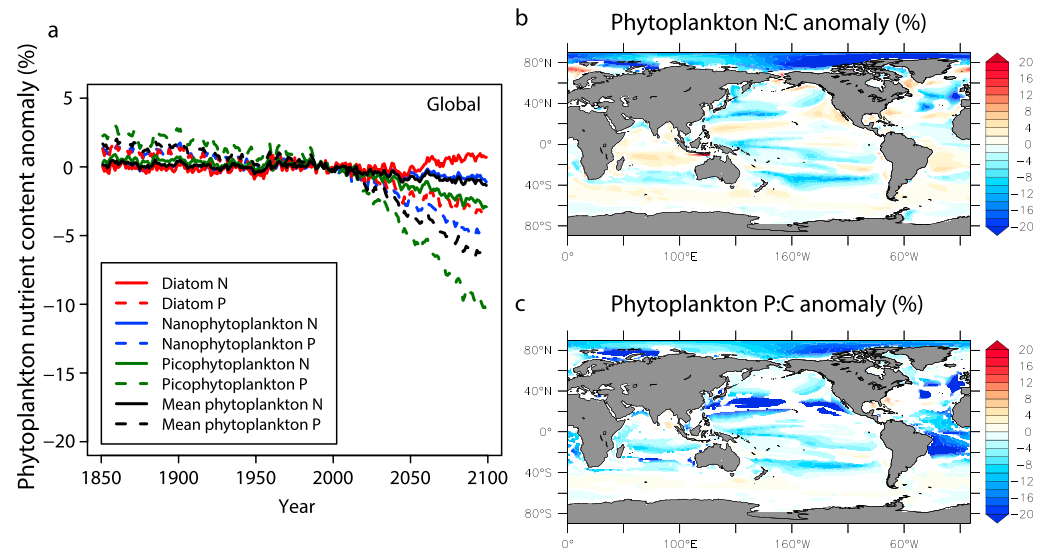 a
Phytoplankton nutrient content anomaly (%)
Global
5
0
−5
−10
−15
−20
Diatom N
Diatom P
Nanophytoplankton N
Nanophytoplankton P
Picophytoplankton N
Picophytoplankton P
Mean phytoplankton N
Mean phytoplankton P
1850 1900 1950 2000 2050 2100
Year
b
Phytoplankton N:C anomaly (%)
80°N
40°N
0°
40°S
80°S
0° 100°E 160°W 60°W
20
16
12
8
4
0
−4
−8
−12
−16
−20
c
Phytoplankton P:C anomaly (%)
80°N
40°N
0°
40°S
80°S
0° 100°E 160°W 60°W
20
16
12
8
4
0
−4
−8
−12
−16
−20